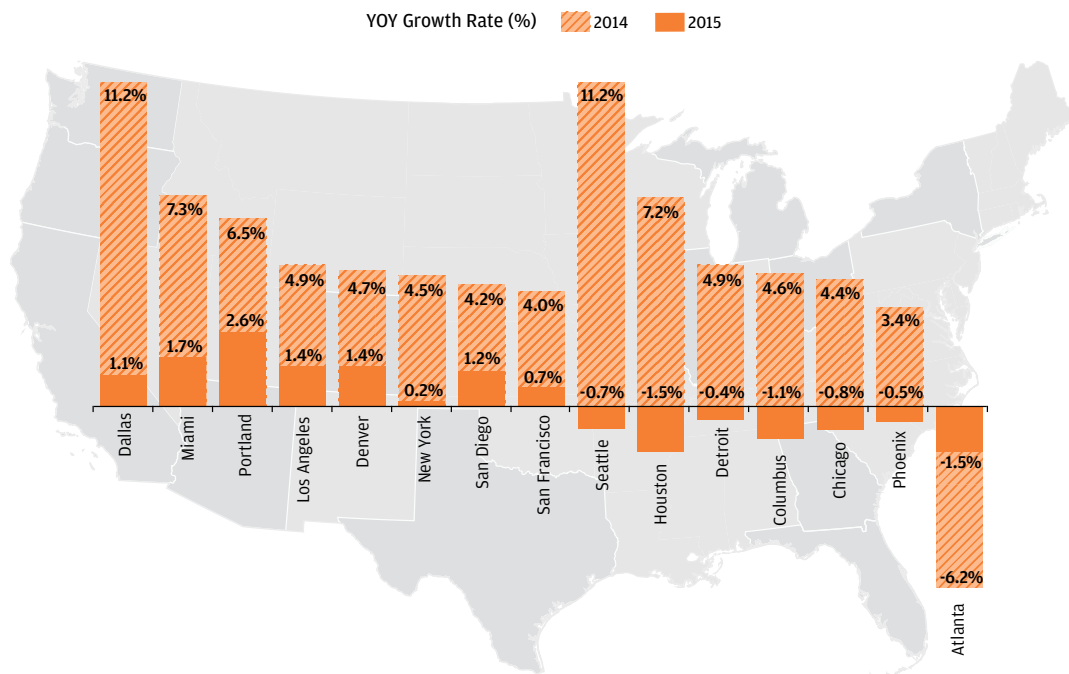 YOY Growth Rate (%) 2014 2015
11.2% 11.2%
7.3% 7.2%
6.5%
4.9% 4.7% 4.5% 4.2% 4.0% 4.9% 4.6% 4.4% 3.4%
2.6%
1.1% 1.7% 1.4% 1.4% 0.2% 1.2% 0.7% -0.7% -1.5% -0.4% -1.1% -0.8% -0.5%
Dallas
Miami
Portland
Los Angeles
Denver
New York
San Diego
San Francisco
Seattle
Houston
Detroit
Columbus
Chicago
Phoenix
-1.5%
-6.2%
Atlanta